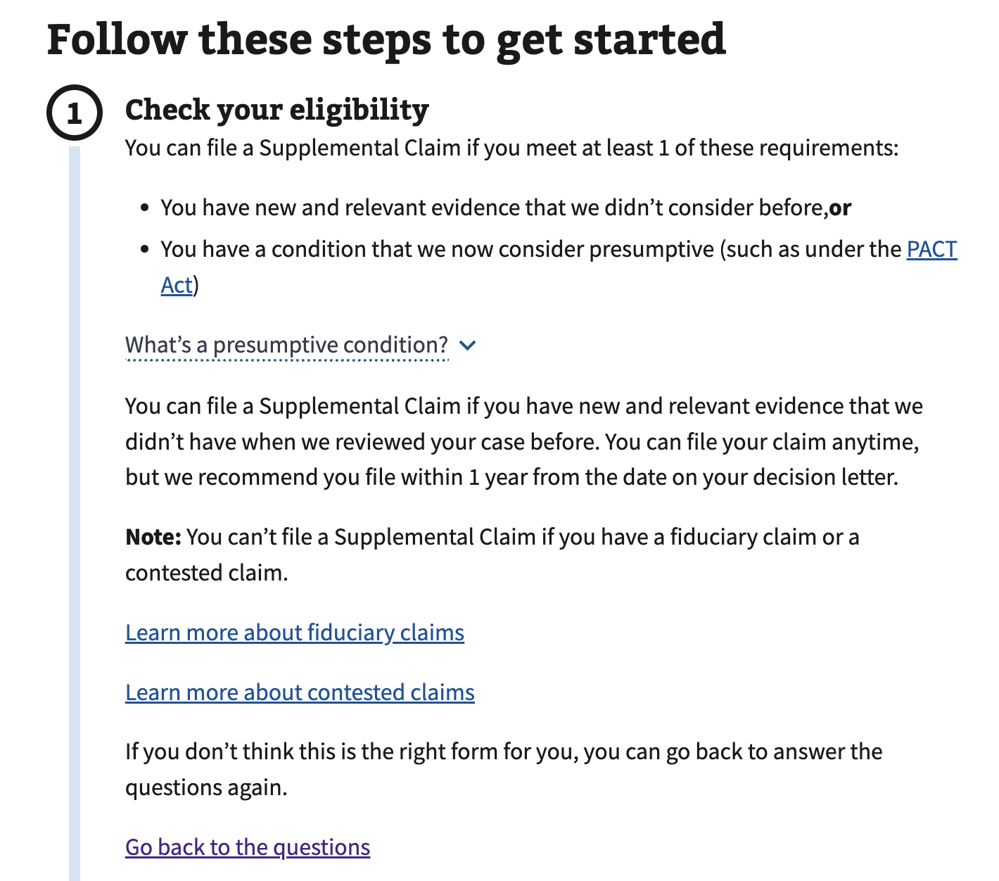 Follow these steps to get started
1
Check your eligibility
You can file a Supplemental Claim if you meet at least 1 of these requirements:
• You have new and relevant evidence that we didn’t consider before,or
• You have a condition that we now consider presumptive (such as under the PACT
Act)
What’s a presumptive condition?
You can file a Supplemental Claim if you have new and relevant evidence that we
didn’t have when we reviewed your case before. You can file your claim anytime,
but we recommend you file within 1 year from the date on your decision letter.
Note: You can’t file a Supplemental Claim if you have a fiduciary claim or a
contested claim.
Learn more about fiduciary claims
Learn more about contested claims
If you don’t think this is the right form for you, you can go back to answer the
questions again.
Go back to the questions